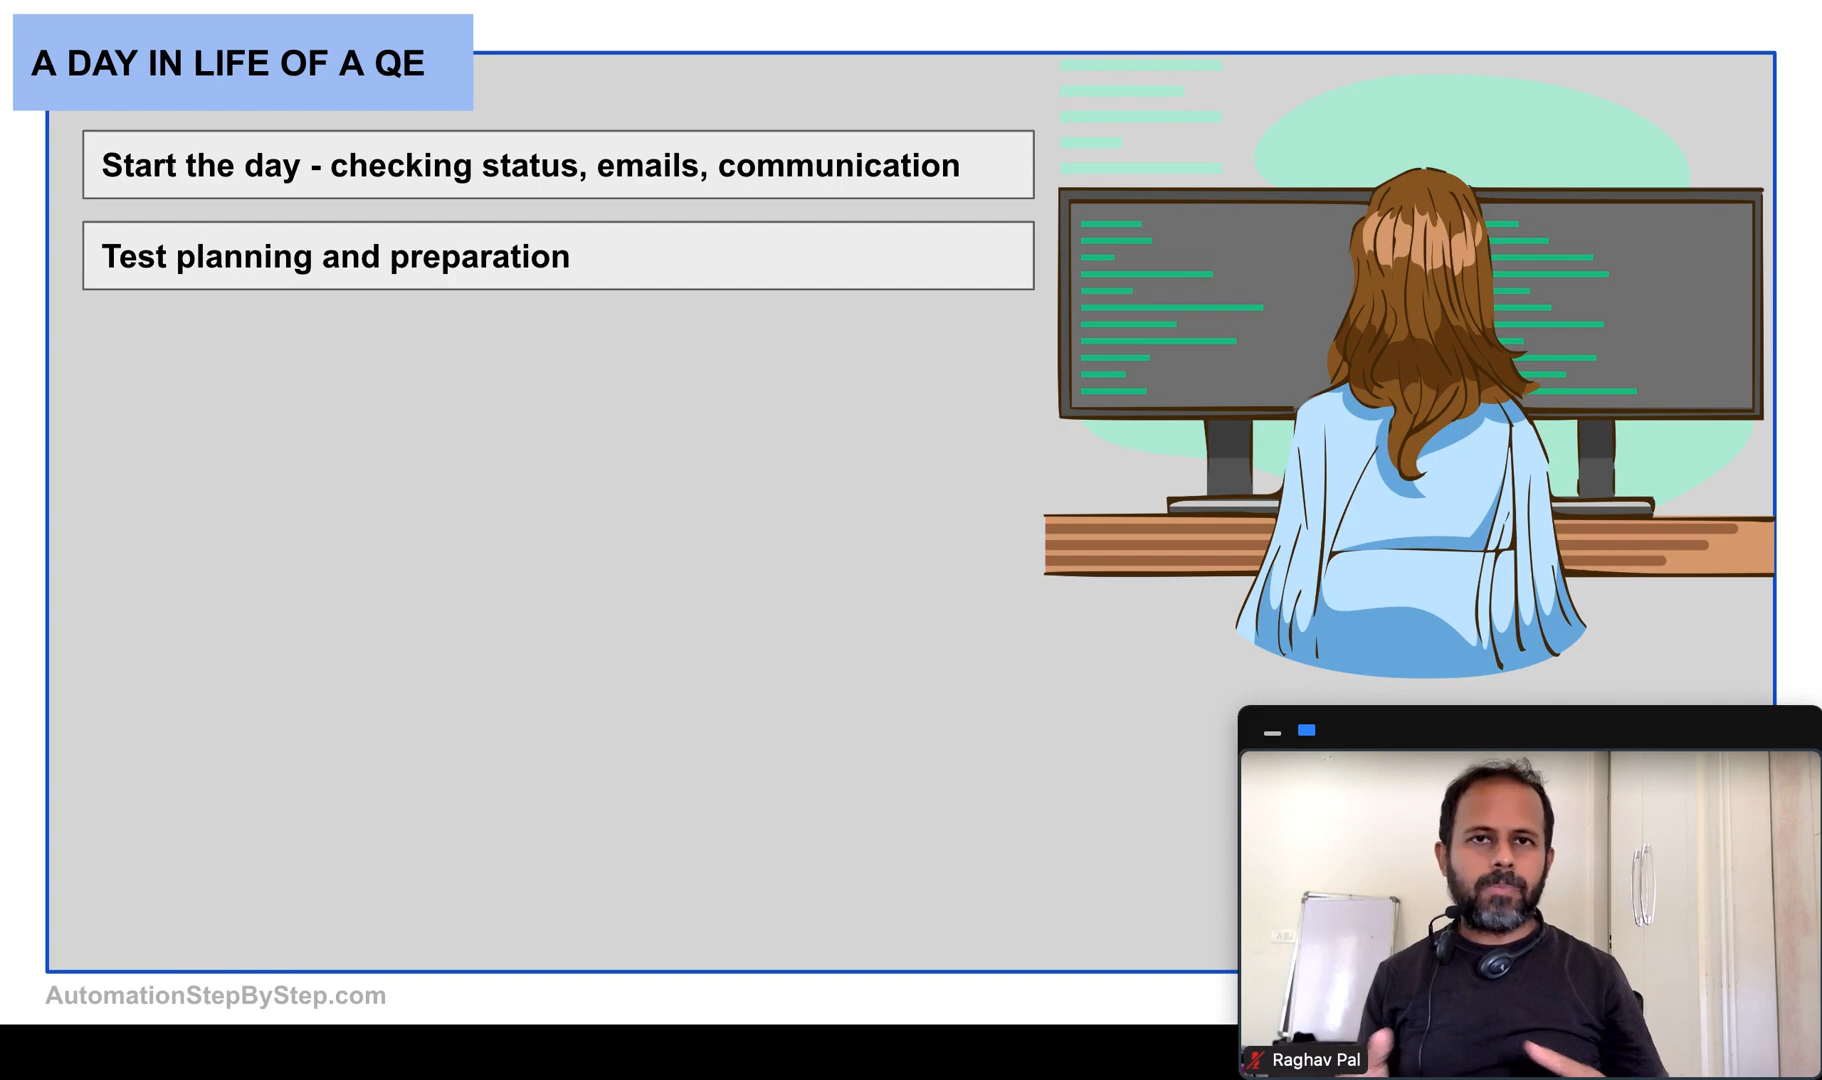 A DAY IN LIFE OF A QE
Start the day - checking status, emails, communication
Test planning and preparation
AutomationStepByStep.com
Raghav Pal